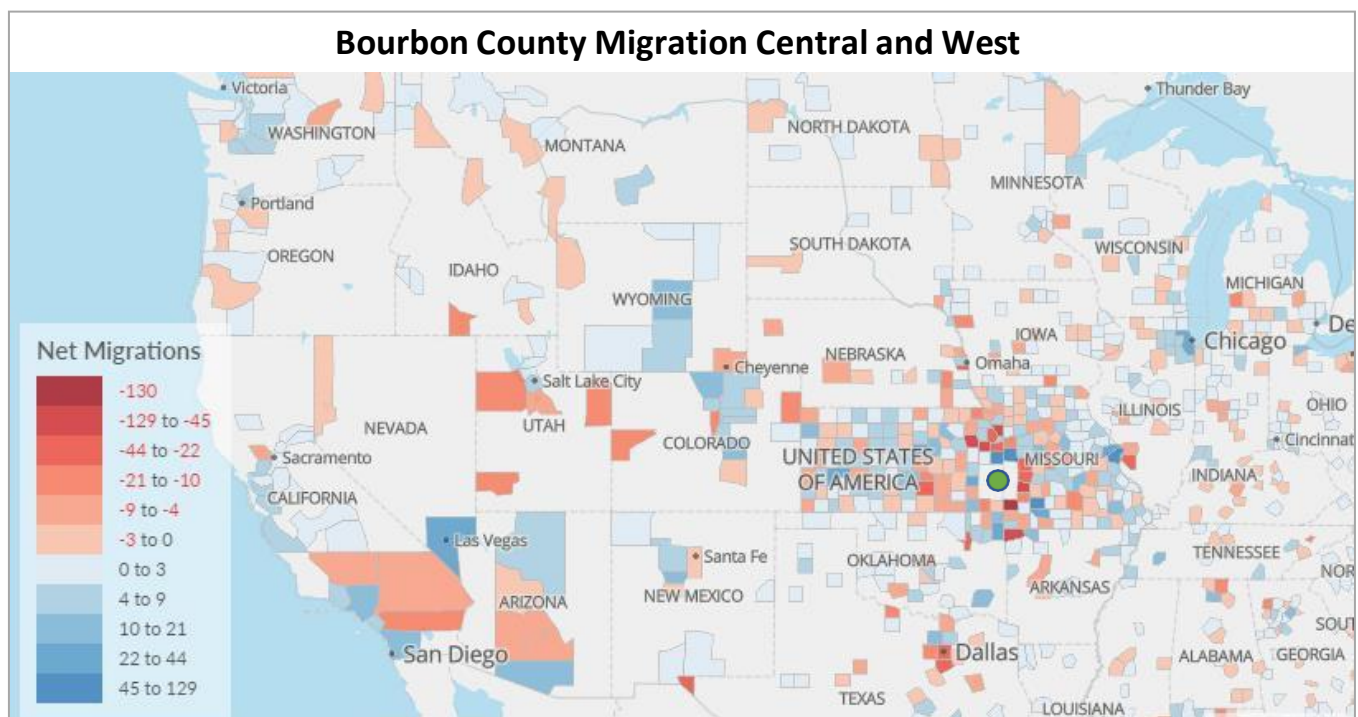 Bourbon County Migration Central and West
Victoria
Thunder Bay
WASHINGTON
NORTH DAKOTA
MONTANA
MINNESOTA
Portland
OREGON
SOUTH DAKOTA
WISCONSIN
IDAHO
MICHIGAN
WYOMING
De
IOWA
Chicago
NEBRASKA
Omaha
Cheyenne
Salt Lake City
ILLINOIS
OHIO
NEVADA
UTAH
COLORADO
Cincinnat
Sacramento
UNITED STATES
OF AMERICA
MISSOURI
INDIANA
CALIFORNIA
Las Vegas
Santa Fe
OKLAHOMA
TENNESSEE
NOR
ARIZONA
NEW MEXICO
ARKANSAS
SOUT
San Diego
Dallas
ALABAMA
GEORGIA
TEXAS
LOUISIANA
Net Migrations
-130
-129 to -45
-44 to -22
-21 to -10
-9 to -4
-3 to 0
0 to 3
4 to 9
10 to 21
22 to 44
45 to 129